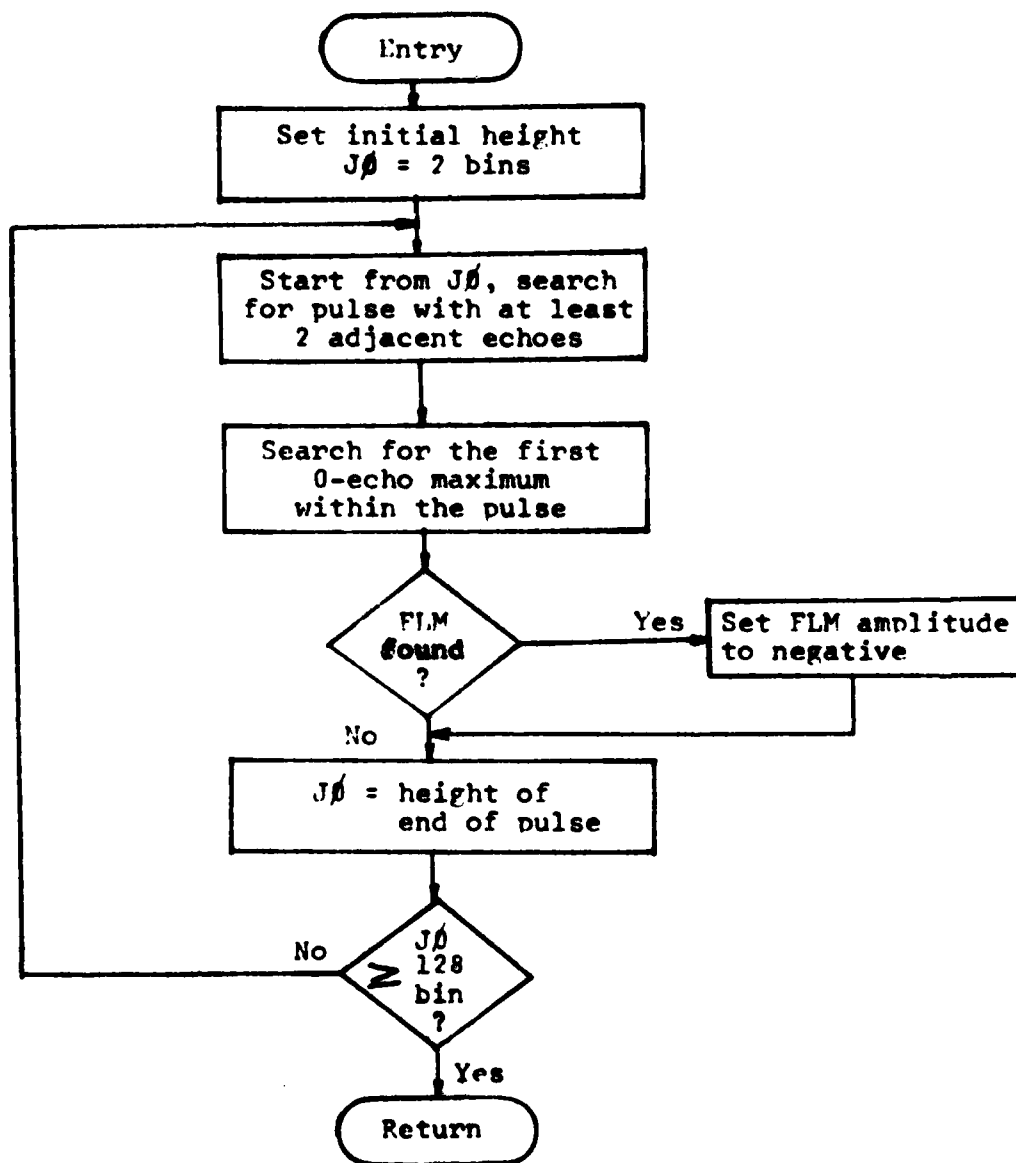 Entry
Set initial height
JØ = 2 bins
Start from JØ, search
for pulse with at least
2 adjacent echoes
Search for the first
O-echo maximum
within the pulse
FLM
found
?
Yes
Set FLM amplitude
to negative
No
JØ = height of
end of pulse
No
JØ
≥ 128
bin
?
Yes
Return